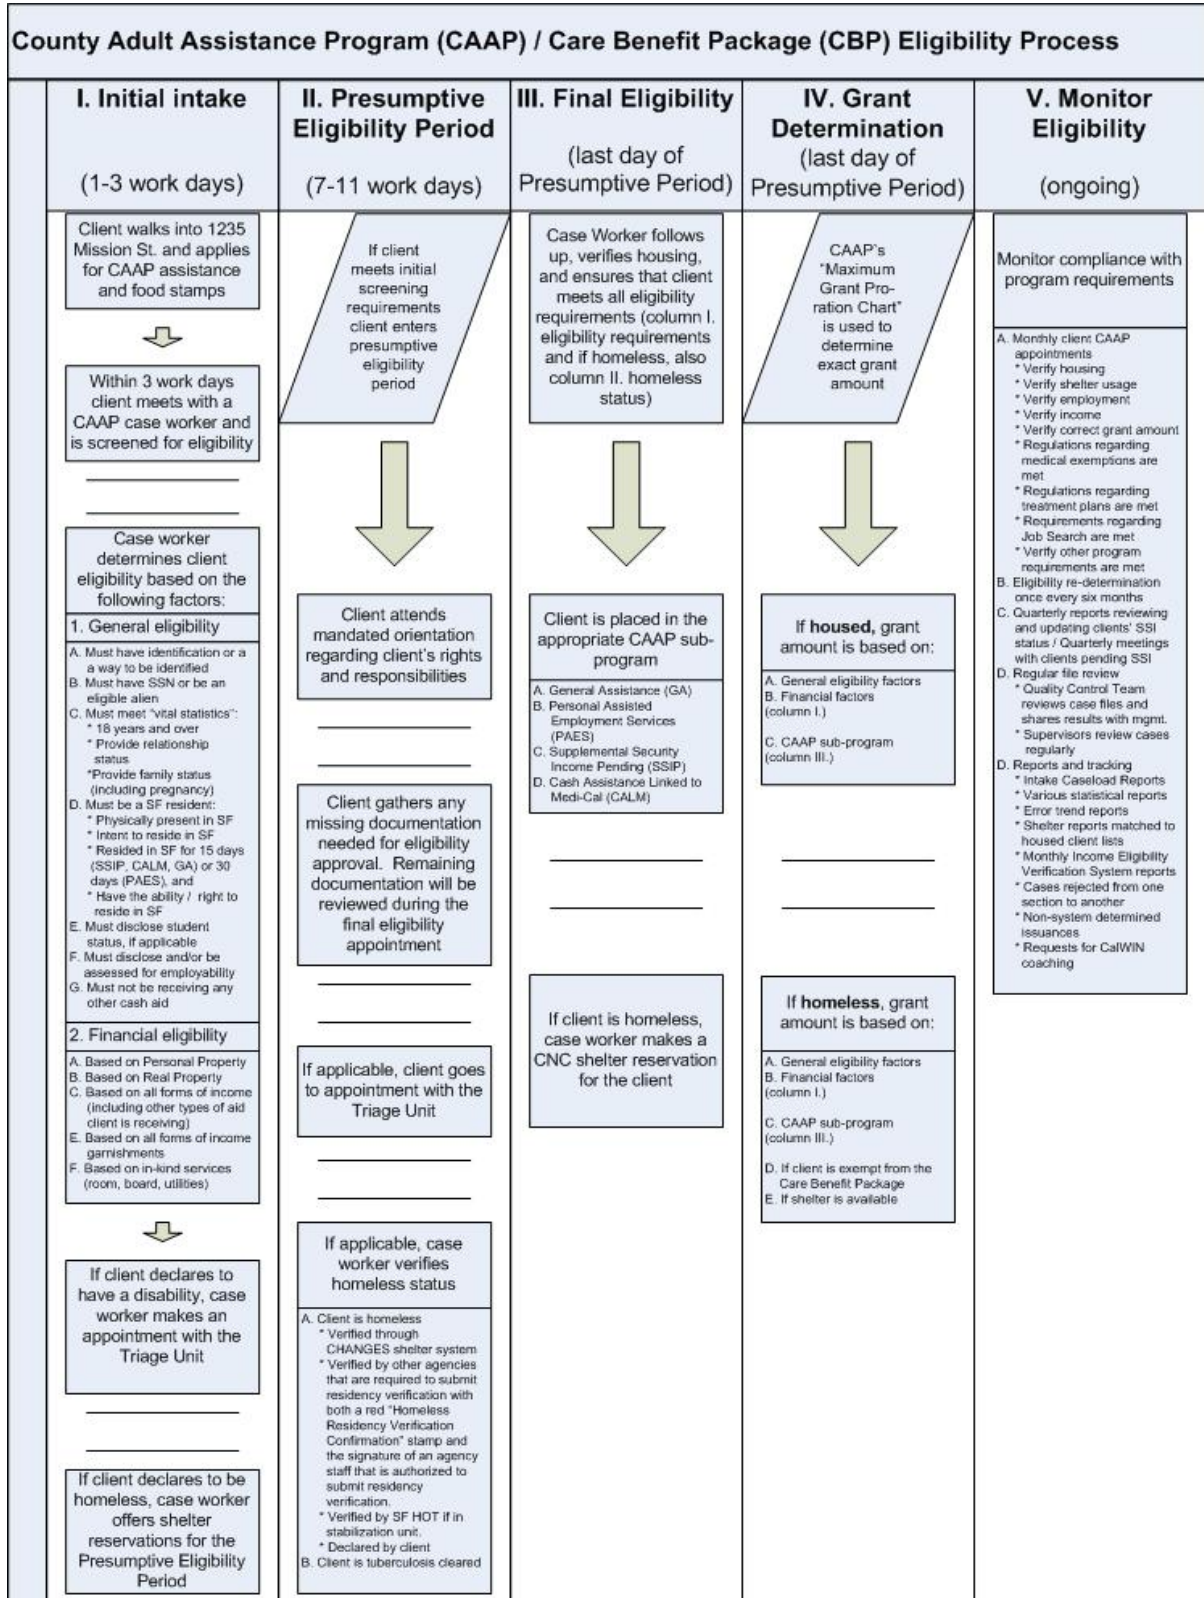 County Adult Assistance Program (CAAP) / Care Benefit Package (CBP) Eligibility Process
I. Initial intake
(1-3 work days)
Client walks into 1235
Mission St. and applies
for CAAP assistance
and food stamps
Within 3 work days
client meets with a
CAAP case worker and
is screened for eligibility
Case worker
determines client
eligibility based on the
following factors:
1. General eligibility
A. Must have identification or a
a way to be identified
B. Must have SSN or be an
eligible alien
C. Must meet "vital statistics":
* 18 years and over
* Provide relationship
status
*Provide family status
(including pregnancy)
D. Must be a SF resident:
* Physically present in SF
* Intent to reside in SF
* Resided in SF for 15 days
(SSIP, CALM, GA) or 30
days (PAES), and
* Have the ability / right to
reside in SF
E. Must disclose student
status, if applicable
F. Must disclose and/or be
assessed for employability
G. Must not be receiving any
other cash aid
2. Financial eligibility
A. Based on Personal Property
B. Based on Real Property
C. Based on all forms of income
(including other types of aid
client is receiving)
E. Based on all forms of income
garnishments
F. Based on in-kind services
(room, board, utilities)
If client declares to
have a disability, case
worker makes an
appointment with the
Triage Unit
If client declares to be
homeless, case worker
offers shelter
reservations for the
Presumptive Eligibility
Period
II. Presumptive
Eligibility Period
(7-11 work days)
If client
meets initial
screening
requirements
client enters
presumptive
eligibility
period
Client attends
mandated orientation
regarding client's rights
and responsibilities
Client gathers any
missing documentation
needed for eligibility
approval. Remaining
documentation will be
reviewed during the
final eligibility
appointment
If applicable, client goes
to appointment with the
Triage Unit
If applicable, case
worker verifies
homeless status
A. Client is homeless
* Verified through
CHANGES shelter system
* Verified by other agencies
that are required to submit
residency verification with
both a red "Homeless
Residency Verification
Confirmation" stamp and
the signature of an agency
staff that is authorized to
submit residency
verification.
* Verified by SF HOT if in
stabilization unit.
* Declared by client
B. Client is tuberculosis cleared
III. Final Eligibility
(last day of
Presumptive Period)
Case Worker follows
up, verifies housing,
and ensures that client
meets all eligibility
requirements (column I.
eligibility requirements
and if homeless, also
column II. homeless
status)
Client is placed in the
appropriate CAAP sub-
program
A. General Assistance (GA)
B. Personal Assisted
Employment Services
(PAES)
C. Supplemental Security
Income Pending (SSIP)
D. Cash Assistance Linked to
Medi-Cal (CALM)
If client is homeless,
case worker makes a
CNC shelter reservation
for the client
IV. Grant
Determination
(last day of
Presumptive Period)
CAAP`s
"Maximum
Grant Pro-
ration Chart"
is used to
determine
exact grant
amount
If housed, grant
amount is based on:
A. General eligibility factors
B. Financial factors
(column I.)
C. CAAP sub-program
(column III.)
If homeless, grant
amount is based on:
A. General eligibility factors
B. Financial factors
(column I.)
C. CAAP sub-program
(column III.)
D. If client is exempt from the
Care Benefit Package
E. If shelter is available
V. Monitor
Eligibility
(ongoing)
Monitor compliance with
program requirements
A. Monthly client CAAP
appointments
* Verify housing
* Verify shelter usage
* Verify employment
* Verify income
* Verify correct grant amount
* Regulations regarding
medical exemptions are
met
* Regulations regarding
treatment plans are met
* Requirements regarding
Job Search are met
* Verify other program
requirements are met
B. Eligibility re-determination
once every six months
C. Quarterly reports reviewing
and updating clients' SSI
status / Quarterly meetings
with clients pending SSI
D. Regular file review
* Quality Control Team
reviews case files and
shares results with mgmt.
* Supervisors review cases
regularly
D. Reports and tracking
* Intake Caseload Reports
* Various statistical reports
* Error trend reports
* Shelter reports matched to
housed client lists
* Monthly Income Eligibility
Verification System reports
* Cases rejected from one
section to another
* Non-system determined
issuances
* Requests for CalWIN
coaching